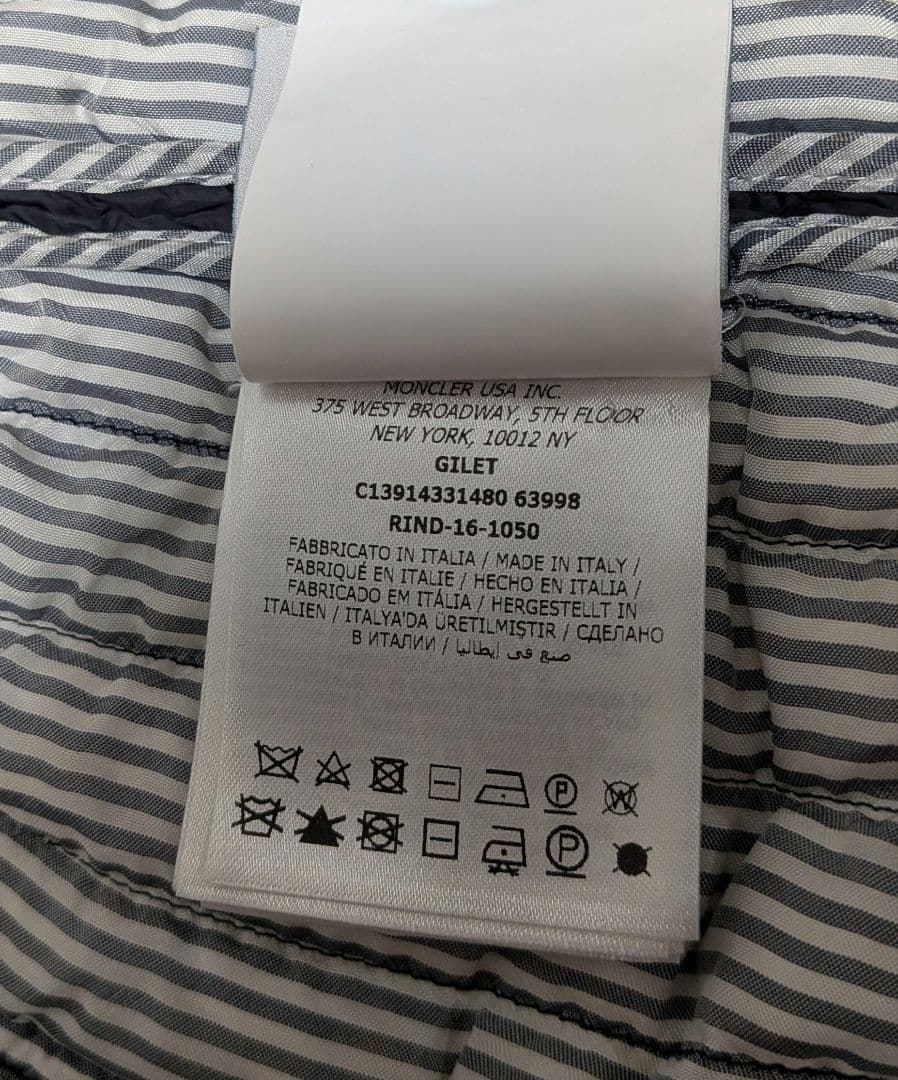 MONCLER USA INC.
375 WEST BROADWAY, 5TH FLOOR
NEW YORK, 10012 NY
GILET
C13914331480 63998
RIND-16-1050
FABBRICATO IN ITALIA / MADE IN ITALY /
FABRIQUÉ EN ITALIE / HECHO EN ITALIA /
FABRICADO EM ITÁLIA / HERGESTELLT IN
ITALIEN / ITALYA'DA ÜRETILMIŞTIR / СДЕЛАНО
В ИТАЛИИ / صنع في إيطاليا
P W
P